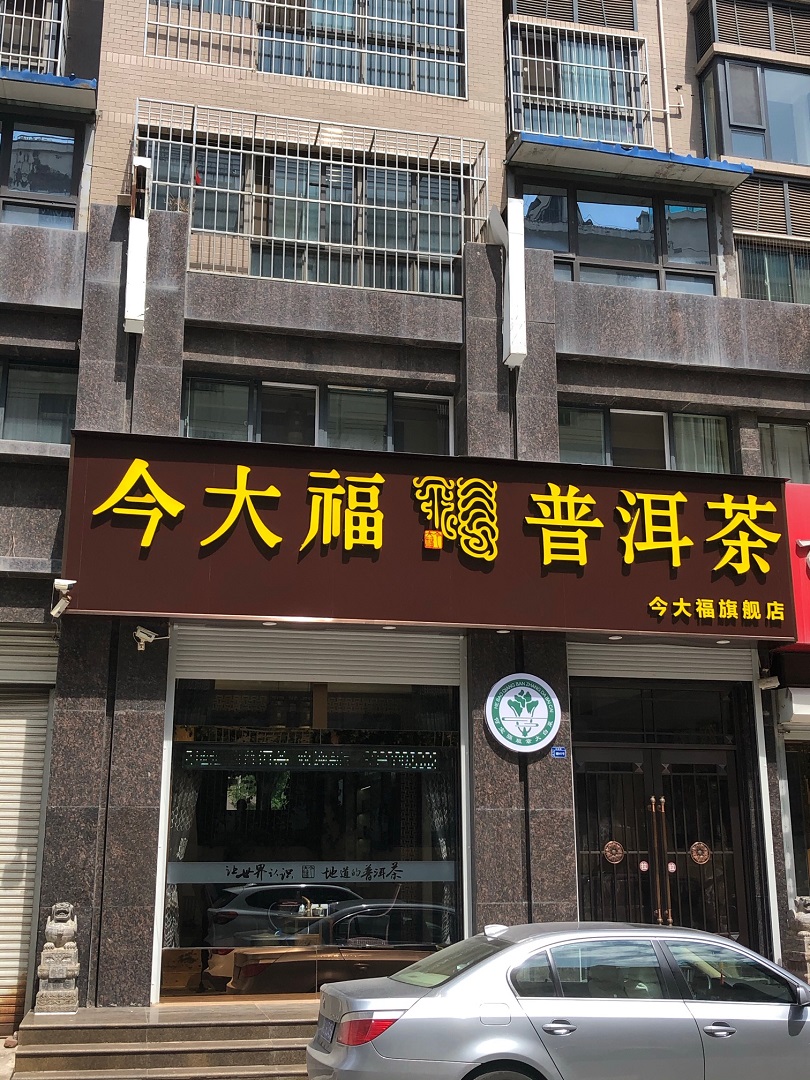 今大福 普洱茶
今大福旗舰店
让世界认识 地道的普洱茶